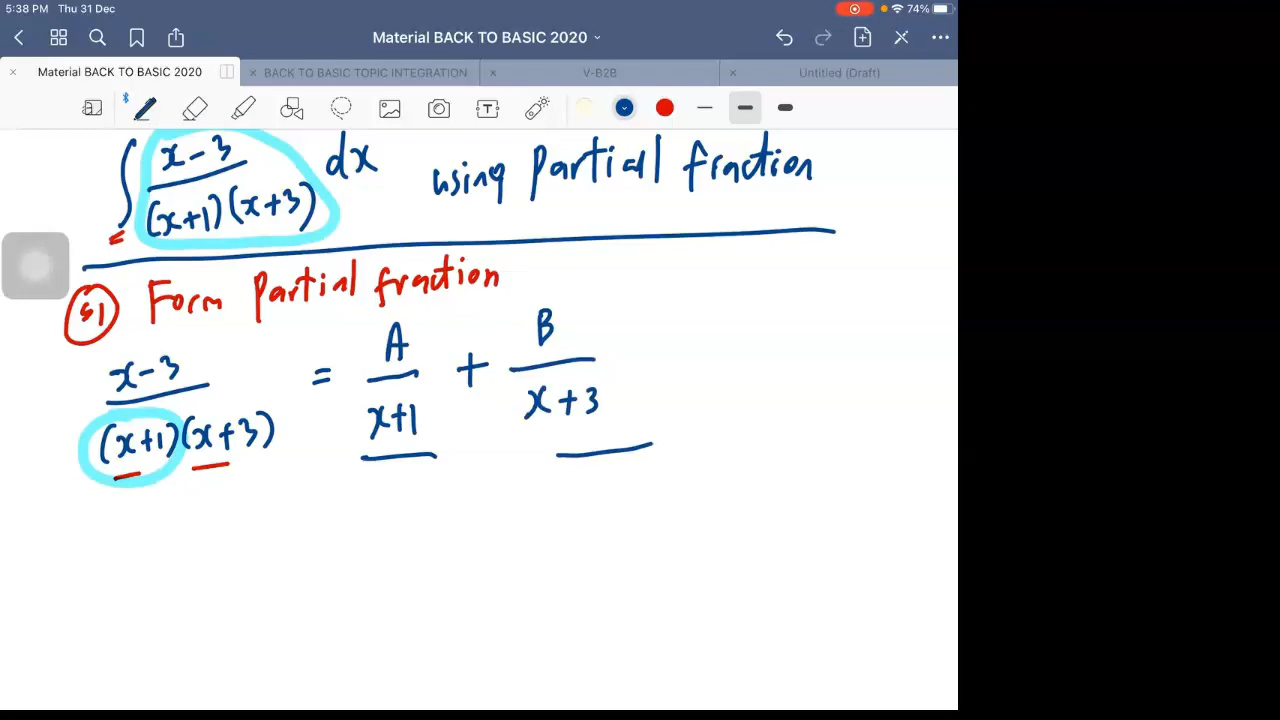 5:38 PM Thu 31 Dec 74%
Material BACK TO BASIC 2020
Material BACK TO BASIC 2020 BACK TO BASIC TOPIC INTEGRATION V-B2B Untitled (Draft)
∫ x-3 / (x+1)(x+3) dx using partial fraction
S1 Form partial fraction
x-3 / (x+1)(x+3) = A / x+1 + B / x+3